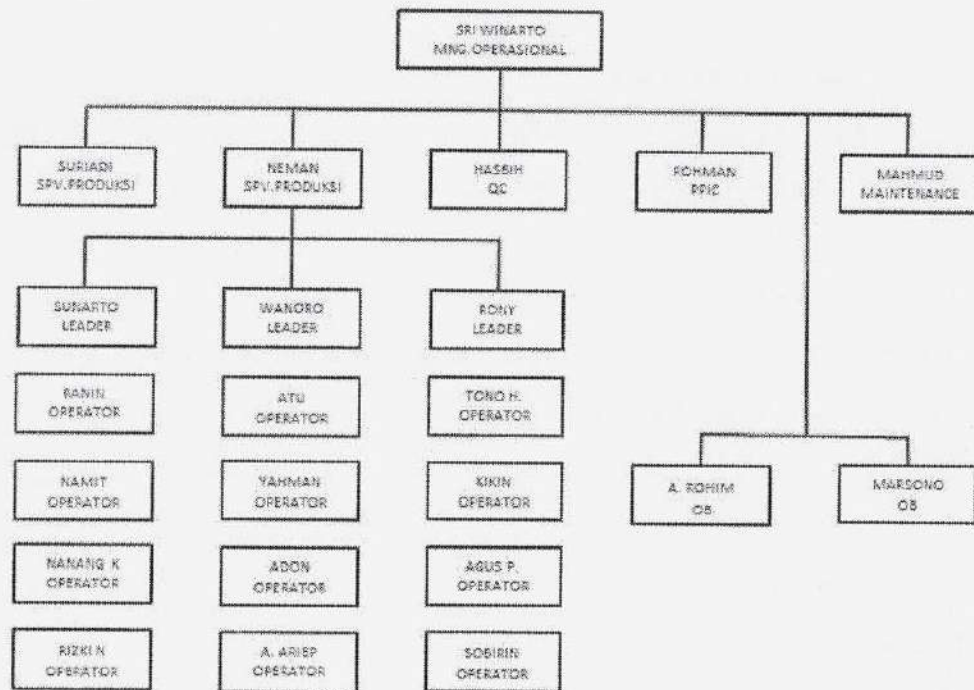 SRI WINARTO
MNG. OPERASIONAL
SURIADI
SPV. PRODUKSI
NEMAN
SPV. PRODUKSI
HASBIH
QC
ROHMAN
PPIC
MAHMUD
MAINTENANCE
SUNARTO
LEADER
WANORO
LEADER
RONY
LEADER
RANIN
OPERATOR
ATU
OPERATOR
TONO H.
OPERATOR
NAMIT
OPERATOR
YAHMAN
OPERATOR
KIKIN
OPERATOR
A. ROHIM
OB
MARSONO
OB
NANANG K
OPERATOR
ADON
OPERATOR
AGUS P.
OPERATOR
RIZKI N
OPERATOR
A. ARIEP
OPERATOR
SOBIRIN
OPERATOR